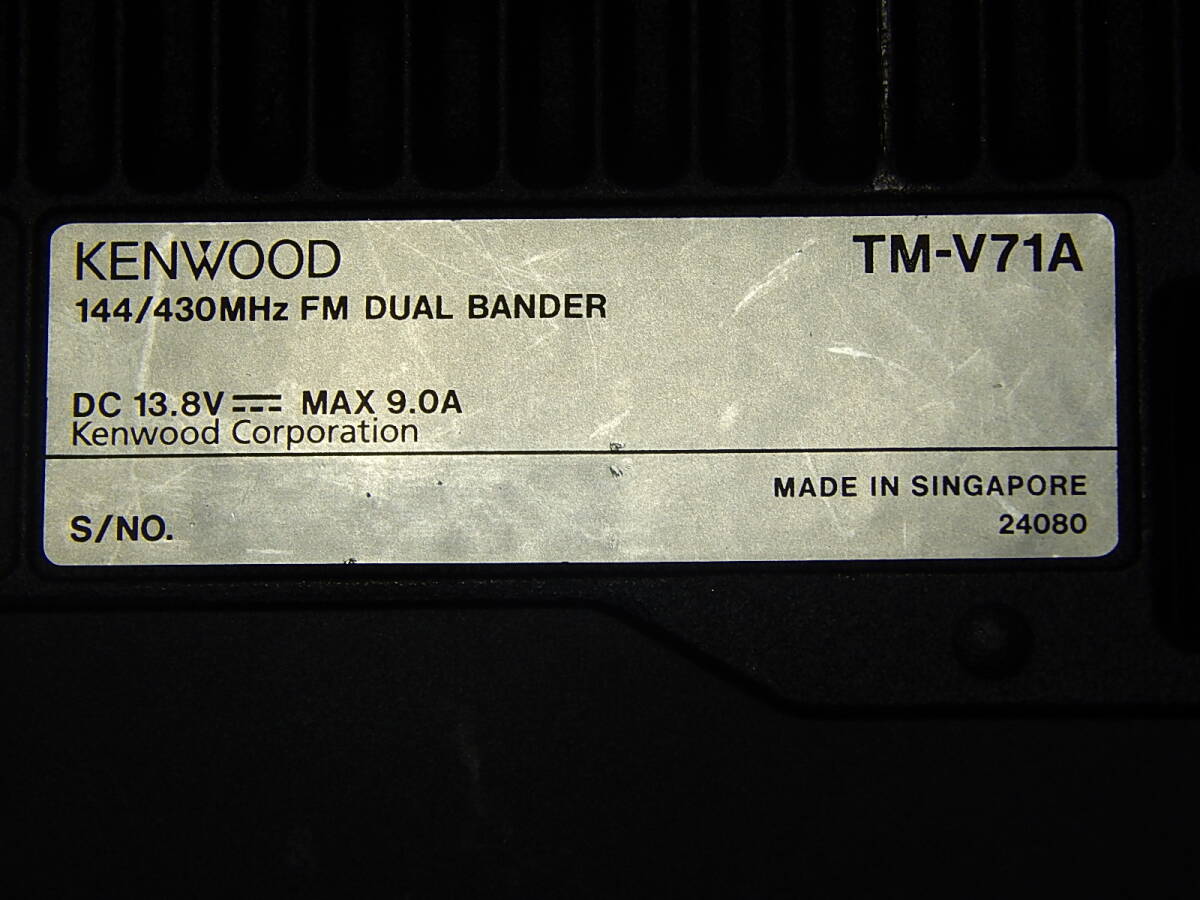 KENWOOD TM-V71A
144/430MHz FM DUAL BANDER
DC 13.8V⎓ MAX 9.0A
Kenwood Corporation
MADE IN SINGAPORE
S/NO. 24080